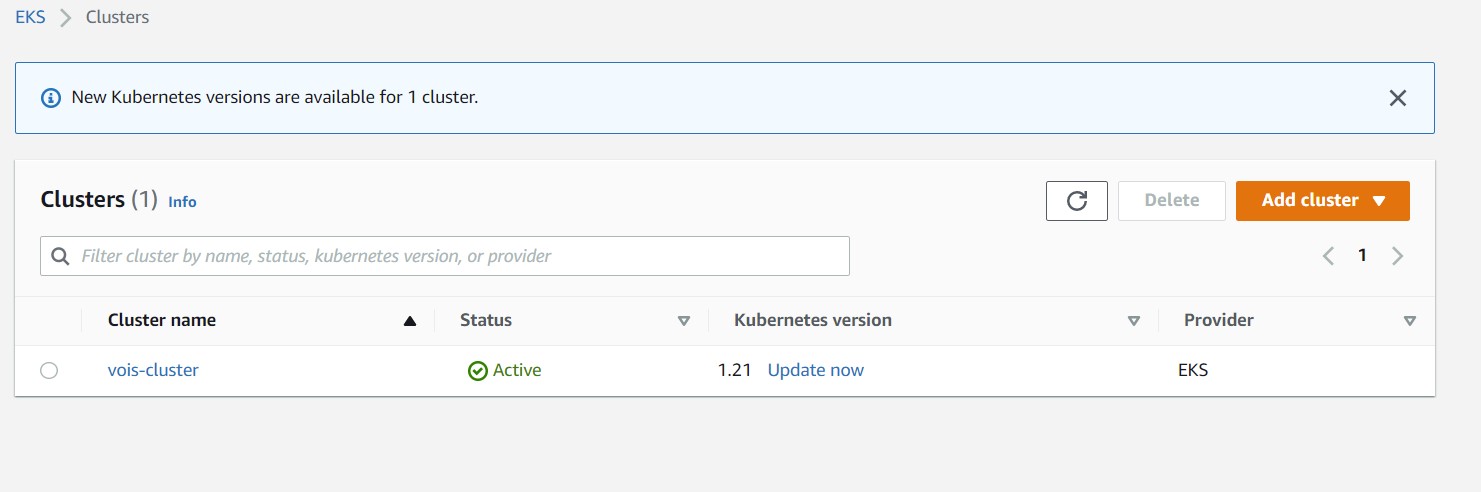 EKS Clusters
New Kubernetes versions are available for 1 cluster.
Clusters (1) Info Delete Add cluster
Filter cluster by name, status, kubernetes version, or provider 1
Cluster name Status Kubernetes version Provider
vois-cluster Active 1.21 Update now EKS